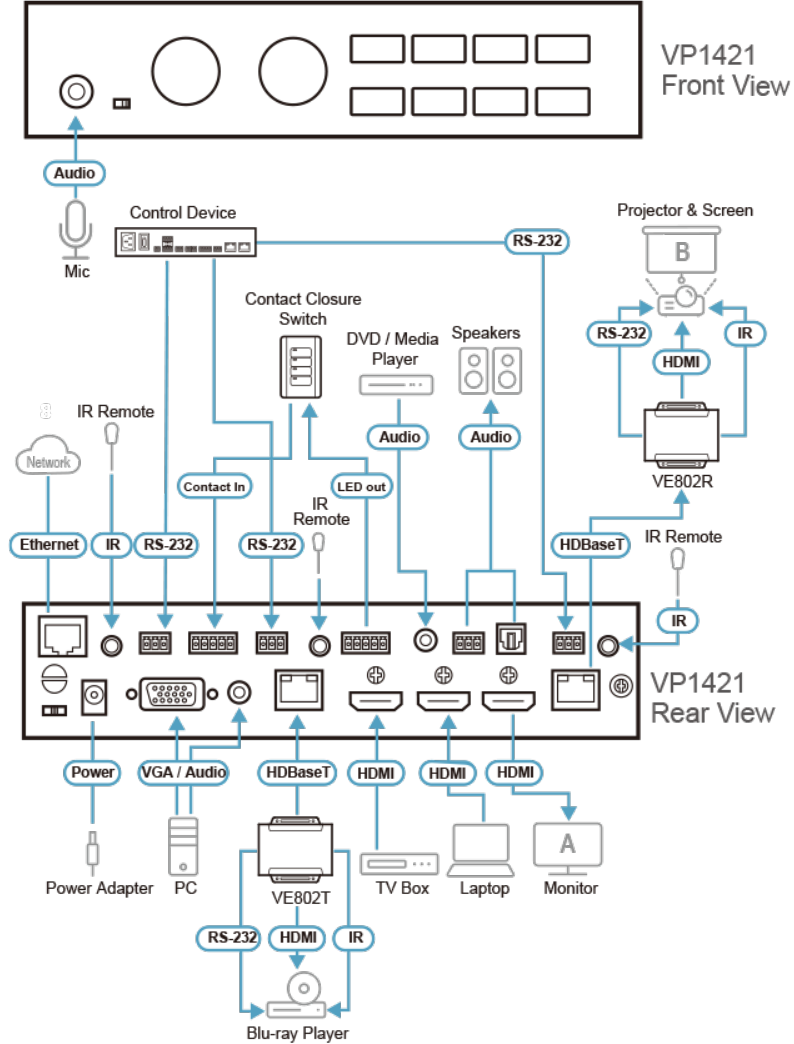 VP1421
Front View
Audio
Mic
Control Device
RS-232
Projector & Screen
B
Contact Closure
Switch
DVD / Media
Player
Speakers
RS-232
IR
HDMI
IR Remote
Network
Audio
Audio
VE802R
Contact In
LED out
IR
Remote
Ethernet
IR
RS-232
RS-232
HDBaseT
IR Remote
IR
VP1421
Rear View
Power
VGA / Audio
HDBaseT
HDMI
HDMI
HDMI
A
Power Adapter
PC
VE802T
TV Box
Laptop
Monitor
RS-232
HDMI
IR
Blu-ray Player